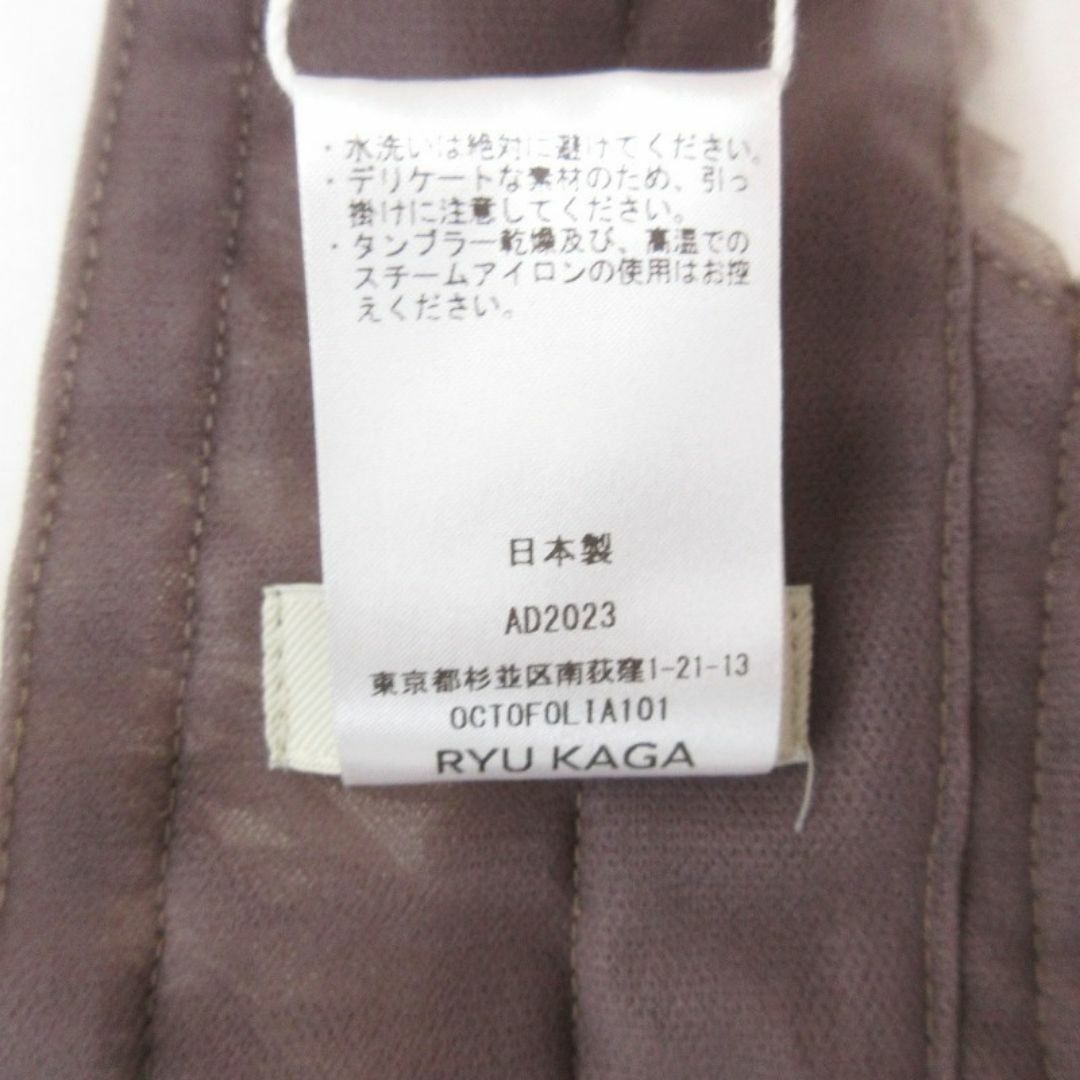 ・水洗いは絶対に避けてください。
・デリケートな素材のため、引っ
掛けに注意してください。
・タンブラー乾燥及び、高温での
スチームアイロンの使用はお控
えください。
日本製
AD2023
東京都杉並区南荻窪1-21-13
OCTOFOLIA101
RYU KAGA